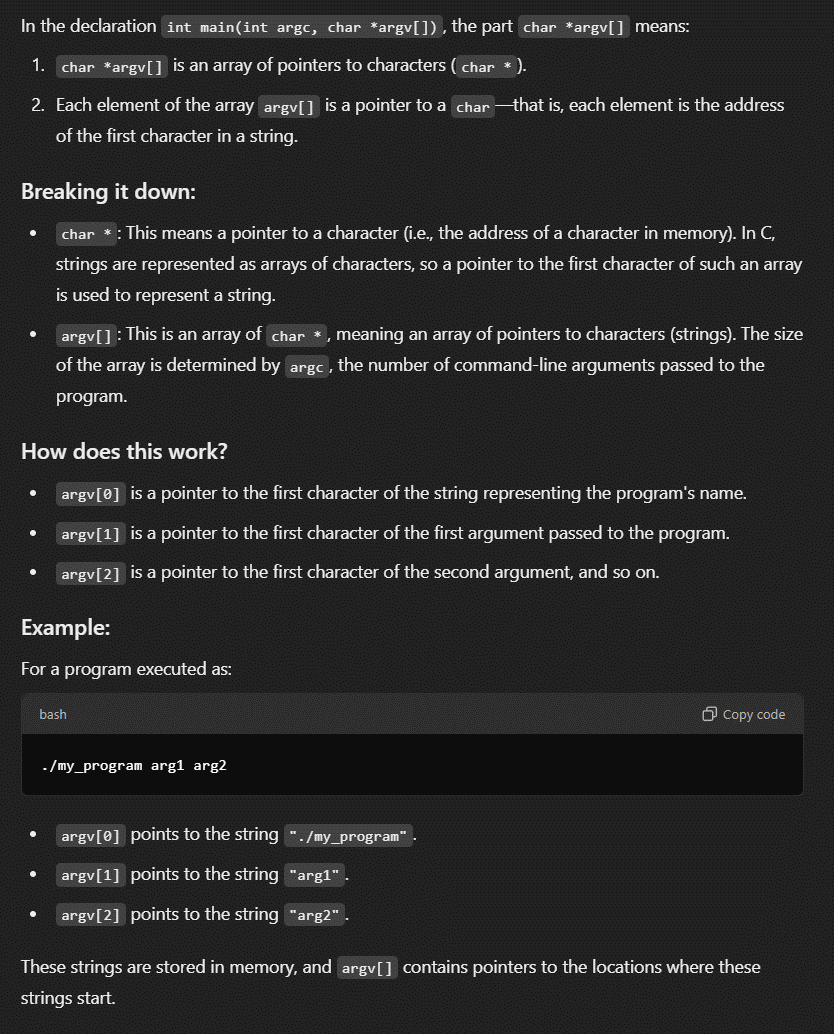 In the declaration int main(int argc, char *argv[]), the part char *argv[] means:
1. char *argv[] is an array of pointers to characters (char *).
2. Each element of the array argv[] is a pointer to a char—that is, each element is the address
of the first character in a string.
Breaking it down:
• char *: This means a pointer to a character (i.e., the address of a character in memory). In C,
strings are represented as arrays of characters, so a pointer to the first character of such an array
is used to represent a string.
• argv[]: This is an array of char *, meaning an array of pointers to characters (strings). The size
of the array is determined by argc, the number of command-line arguments passed to the
program.
How does this work?
• argv[0] is a pointer to the first character of the string representing the program's name.
• argv[1] is a pointer to the first character of the first argument passed to the program.
• argv[2] is a pointer to the first character of the second argument, and so on.
Example:
For a program executed as:
bash Copy code
./my_program arg1 arg2
• argv[0] points to the string "./my_program".
• argv[1] points to the string "arg1".
• argv[2] points to the string "arg2".
These strings are stored in memory, and argv[] contains pointers to the locations where these
strings start.